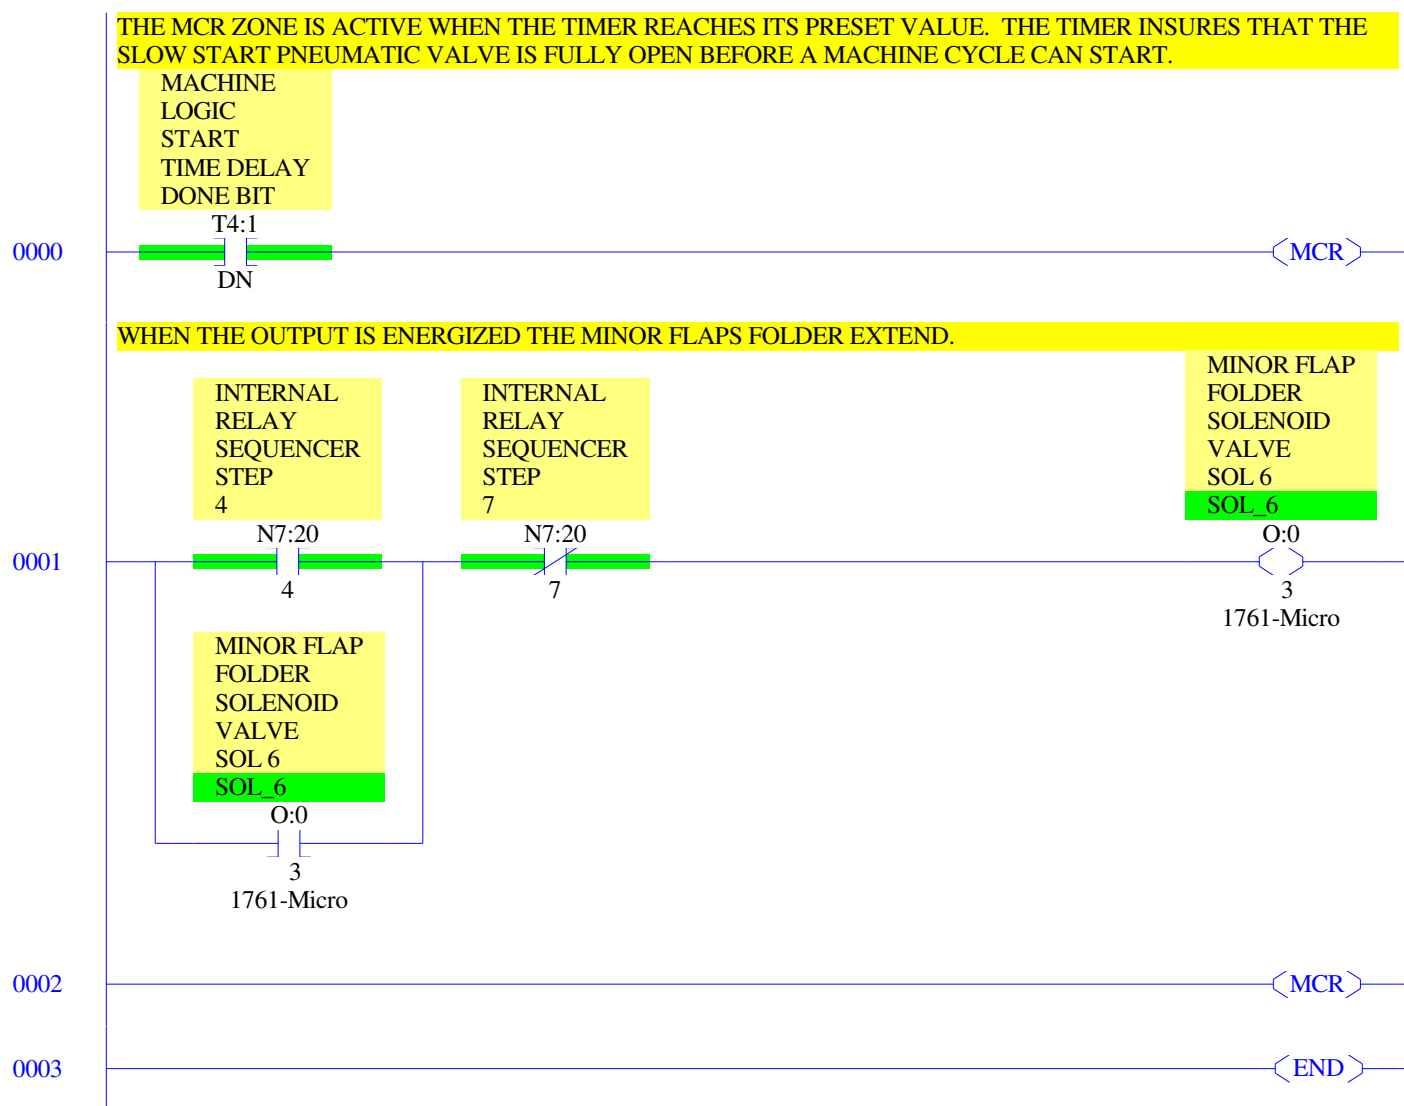 THE MCR ZONE IS ACTIVE WHEN THE TIMER REACHES ITS PRESET VALUE.  THE TIMER INSURES THAT THE
SLOW START PNEUMATIC VALVE IS FULLY OPEN BEFORE A MACHINE CYCLE CAN START.
MACHINE
LOGIC
START
TIME DELAY
DONE BIT
T4:1
0000
MCR
DN
WHEN THE OUTPUT IS ENERGIZED THE MINOR FLAPS FOLDER EXTEND.
INTERNAL
RELAY
SEQUENCER
STEP
4
N7:20
INTERNAL
RELAY
SEQUENCER
STEP
7
N7:20
MINOR FLAP
FOLDER
SOLENOID
VALVE
SOL 6
SOL_6
O:0
0001
4
7
3
1761-Micro
MINOR FLAP
FOLDER
SOLENOID
VALVE
SOL 6
SOL_6
O:0
3
1761-Micro
0002
MCR
0003
END